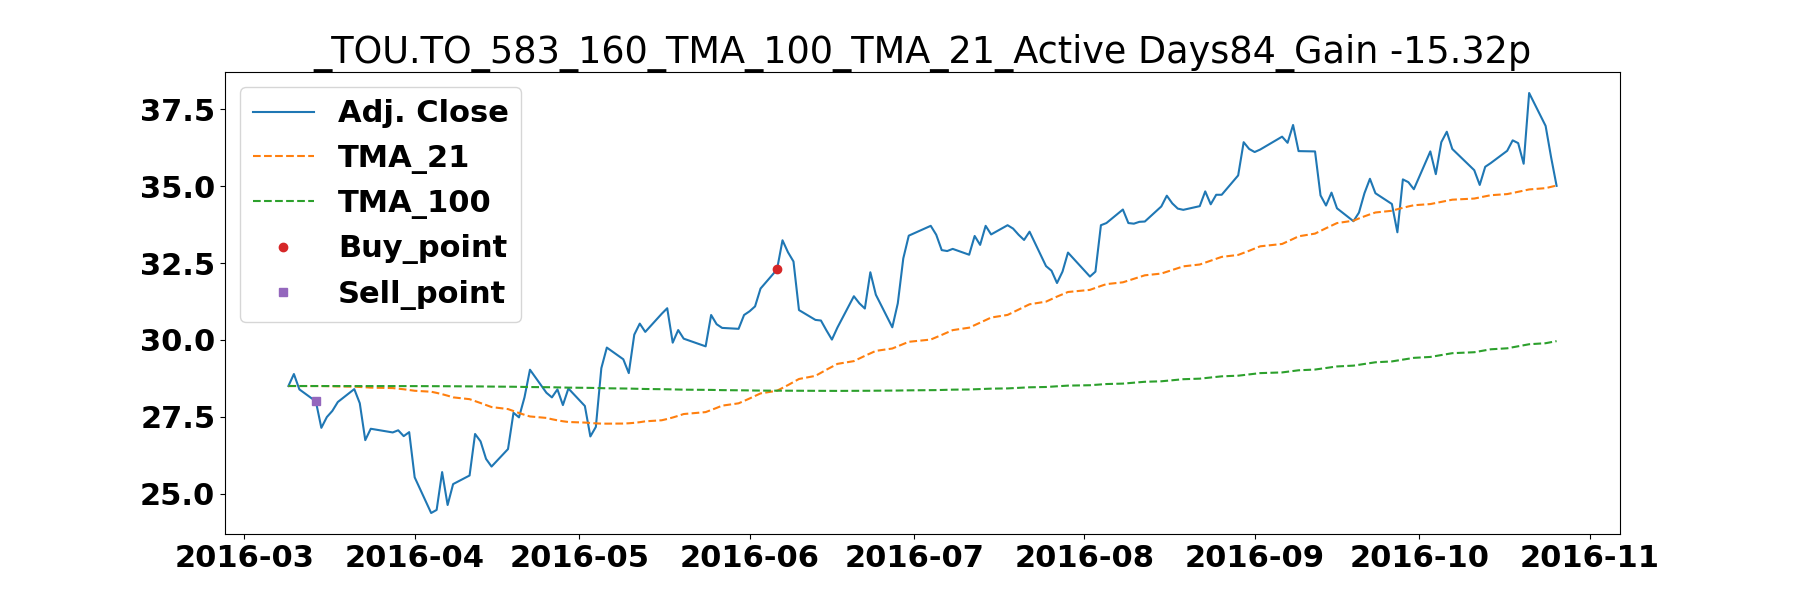 _TOU.TO_583_160_TMA_100_TMA_21_Active Days84_Gain -15.32p
Adj. Close
TMA_21
TMA_100
Buy_point
Sell_point
37.5
35.0
32.5
30.0
27.5
25.0
2016-03 2016-04 2016-05 2016-06 2016-07 2016-08 2016-09 2016-10 2016-11